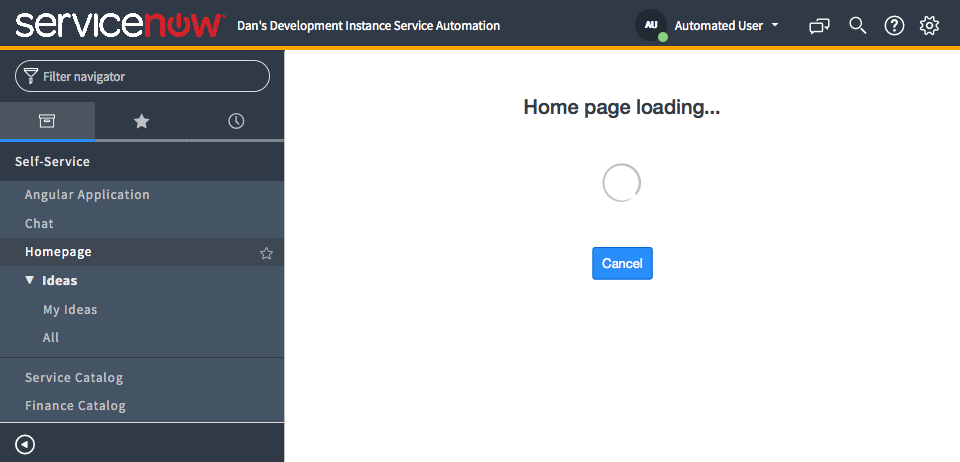 servicenow Dan's Development Instance Service Automation AU Automated User
Filter navigator
Self-Service
Angular Application
Chat
Homepage
Ideas
My Ideas
All
Service Catalog
Finance Catalog
Home page loading...
Cancel